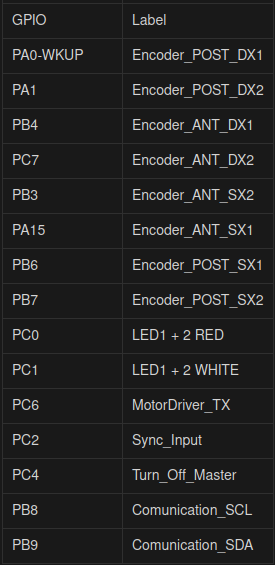 GPIO Label
PA0-WKUP Encoder_POST_DX1
PA1 Encoder_POST_DX2
PB4 Encoder_ANT_DX1
PC7 Encoder_ANT_DX2
PB3 Encoder_ANT_SX2
PA15 Encoder_ANT_SX1
PB6 Encoder_POST_SX1
PB7 Encoder_POST_SX2
PC0 LED1 + 2 RED
PC1 LED1 + 2 WHITE
PC6 MotorDriver_TX
PC2 Sync_Input
PC4 Turn_Off_Master
PB8 Comunication_SCL
PB9 Comunication_SDA